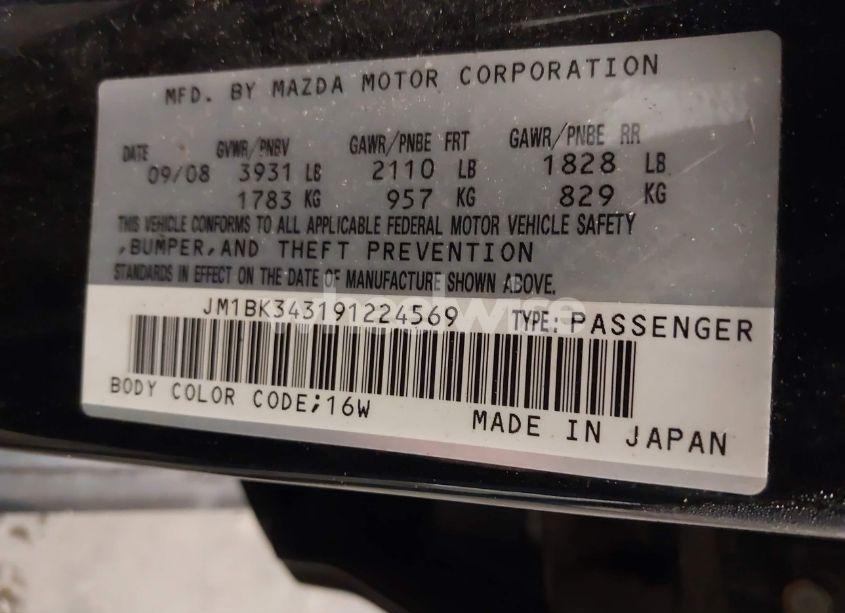 MFD. BY MAZDA MOTOR CORPORATION
DATE GVWR/PNBV GAWR/PNBE FRT GAWR/PNBE RR
09/08 3931 LB 2110 LB 1828 LB
1783 KG 957 KG 829 KG
THIS VEHICLE CONFORMS TO ALL APPLICABLE FEDERAL MOTOR VEHICLE SAFETY
,BUMPER,AND THEFT PREVENTION
STANDARDS IN EFFECT ON THE DATE OF MANUFACTURE SHOWN ABOVE.
JM1BK343191224569 TYPE:PASSENGER
BODY COLOR CODE;16W
MADE IN JAPAN